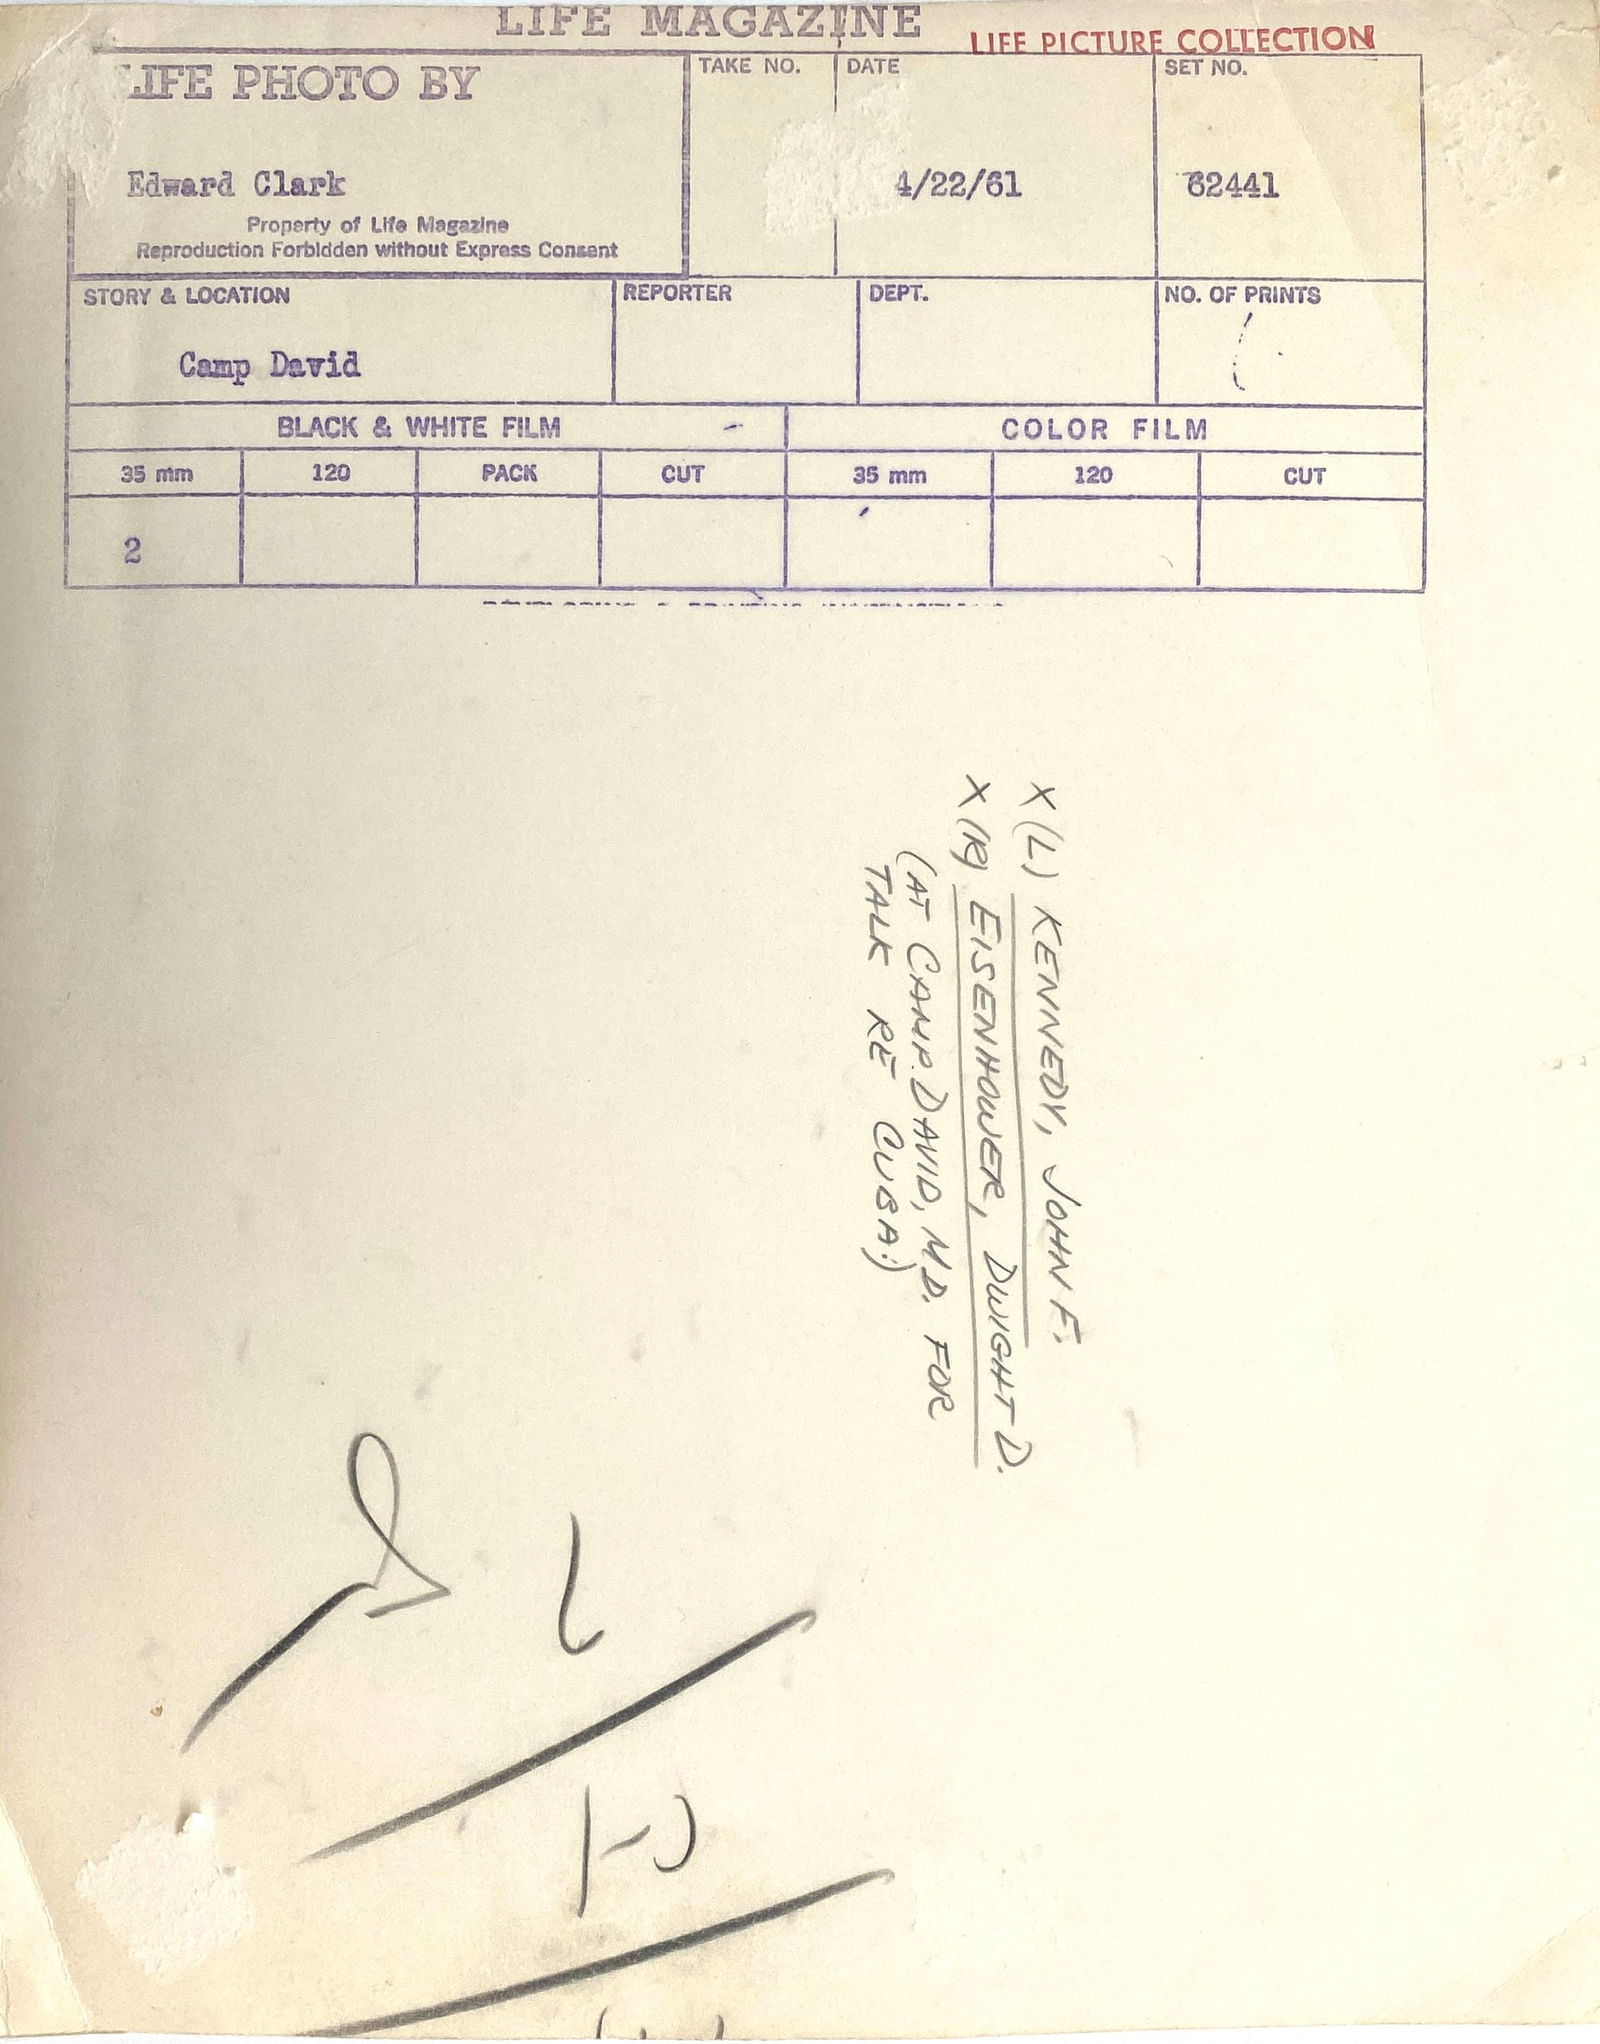 LIFE MAGAZINE
LIFE PICTURE COLLECTION
LIFE PHOTO BY
Edward Clark
Property of Life Magazine
Reproduction Forbidden without Express Consent
TAKE NO.
DATE
4/22/61
SET NO.
62441
STORY & LOCATION
Camp David
REPORTER
DEPT.
NO. OF PRINTS
BLACK & WHITE FILM
COLOR FILM
35 mm 120 PACK CUT 35 mm 120 CUT
2
X (L) KENNEDY, JOHN F.
X (R) EISENHOWER, DWIGHT D.
(AT CAMP DAVID, MD. FOR
TALK RE CUBA)